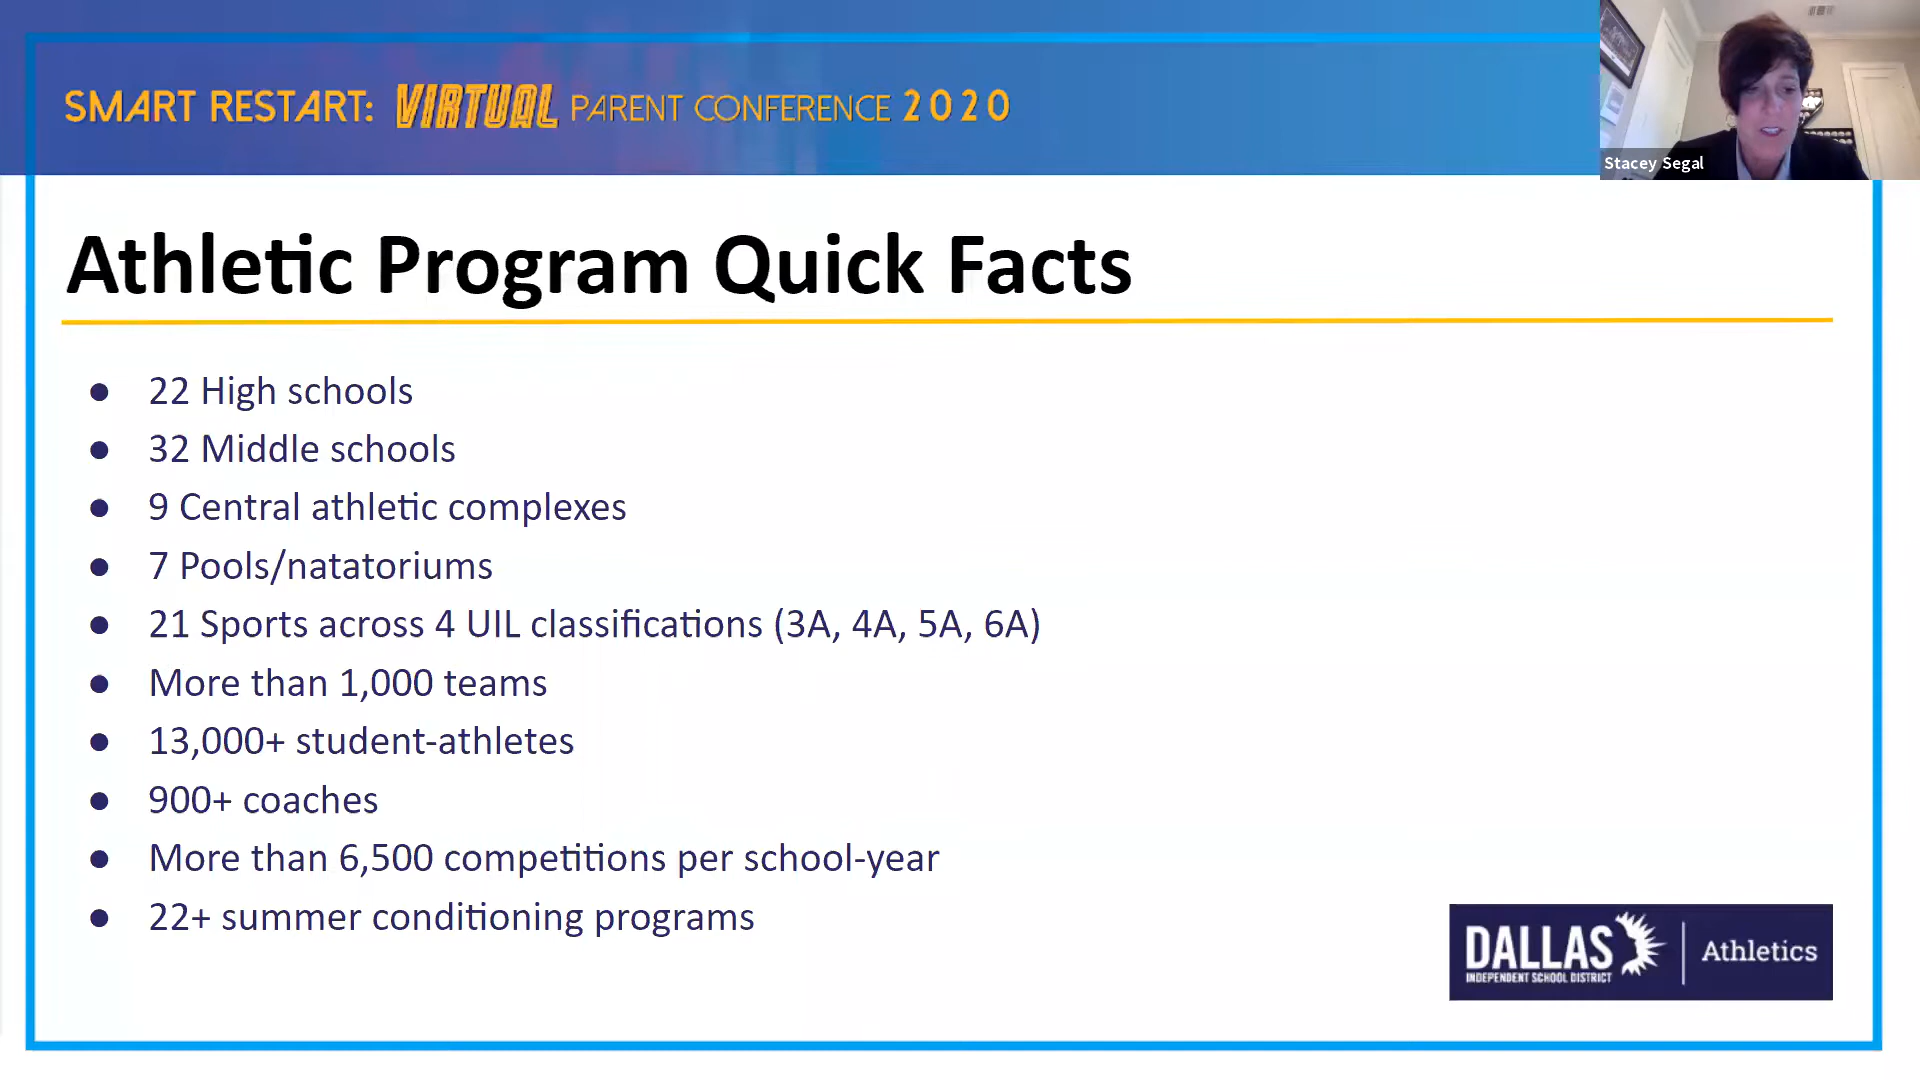 SMART RESTART: VIRTUAL PARENT CONFERENCE 2020
Stacey Segal
Athletic Program Quick Facts
● 22 High schools
● 32 Middle schools
● 9 Central athletic complexes
● 7 Pools/natatoriums
● 21 Sports across 4 UIL classifications (3A, 4A, 5A, 6A)
● More than 1,000 teams
● 13,000+ student-athletes
● 900+ coaches
● More than 6,500 competitions per school-year
● 22+ summer conditioning programs
DALLAS
INDEPENDENT SCHOOL DISTRICT
Athletics